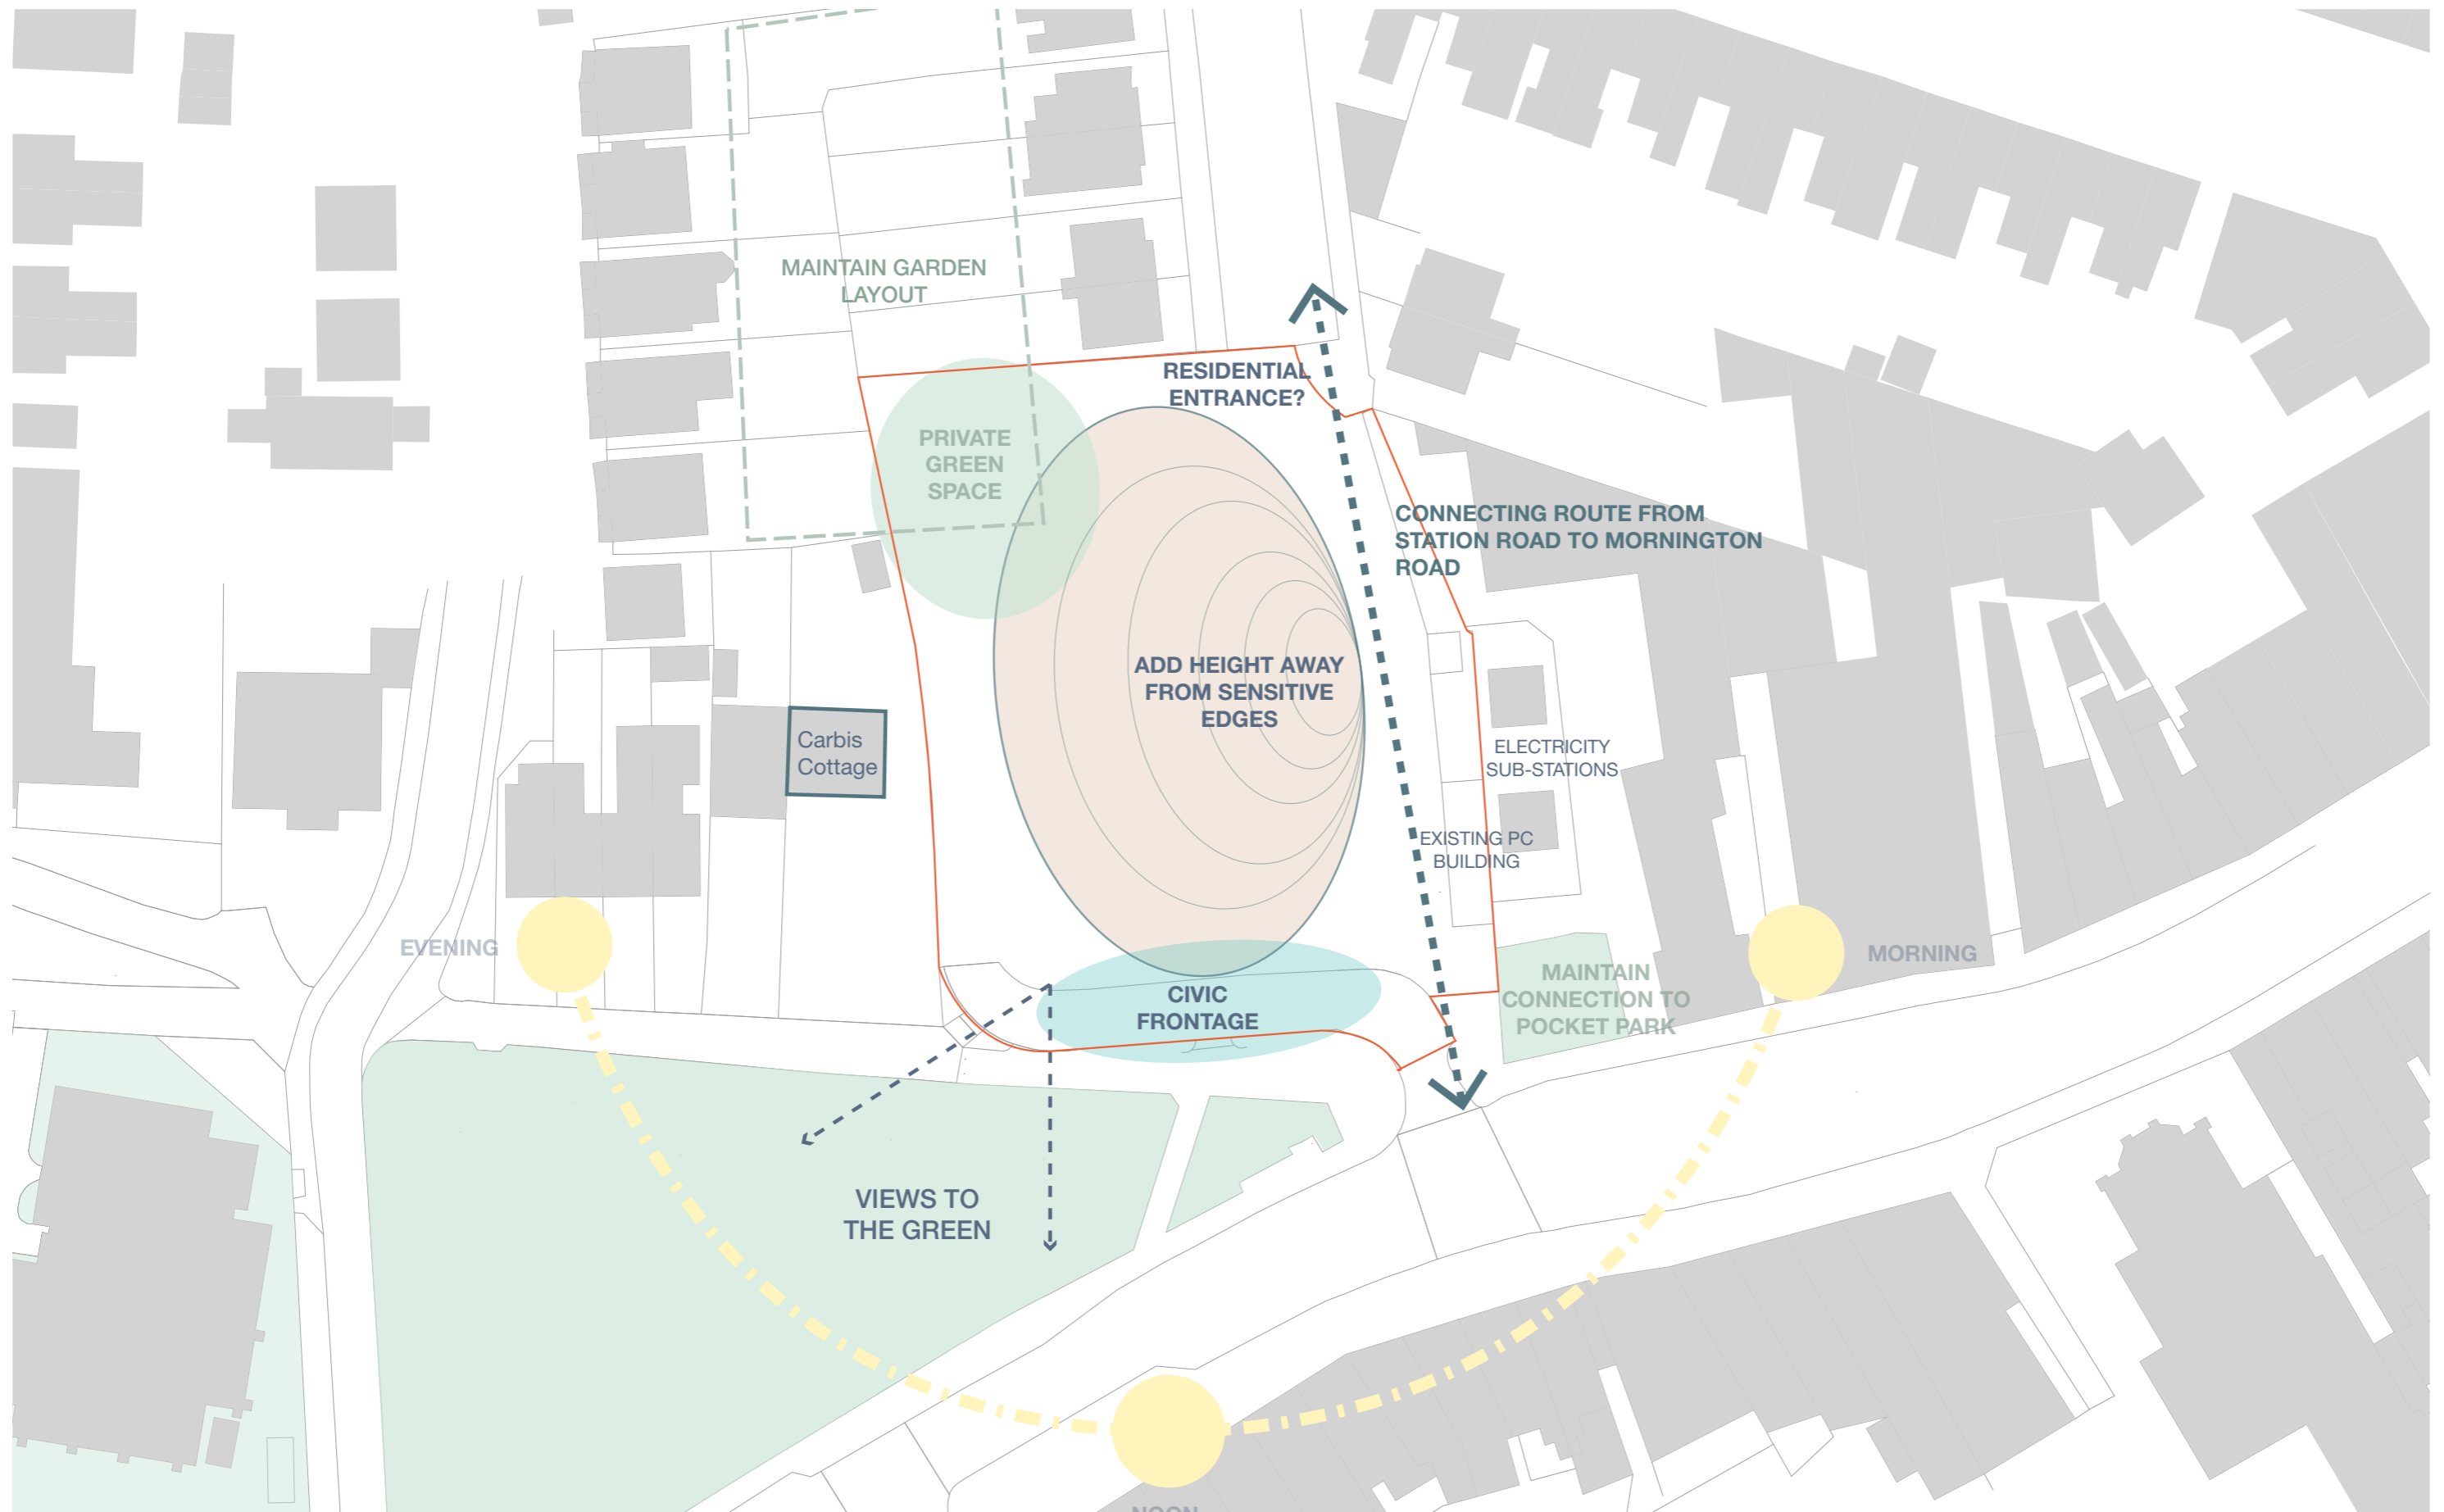 MAINTAIN GARDEN
LAYOUT
RESIDENTIAL
ENTRANCE?
PRIVATE
GREEN
SPACE
CONNECTING ROUTE FROM
STATION ROAD TO MORNINGTON
ROAD
ADD HEIGHT AWAY
FROM SENSITIVE
EDGES
Carbis
Cottage
ELECTRICITY
SUB-STATIONS
EXISTING PC
BUILDING
EVENING
MORNING
MAINTAIN
CONNECTION TO
POCKET PARK
CIVIC
FRONTAGE
VIEWS TO
THE GREEN
NOON